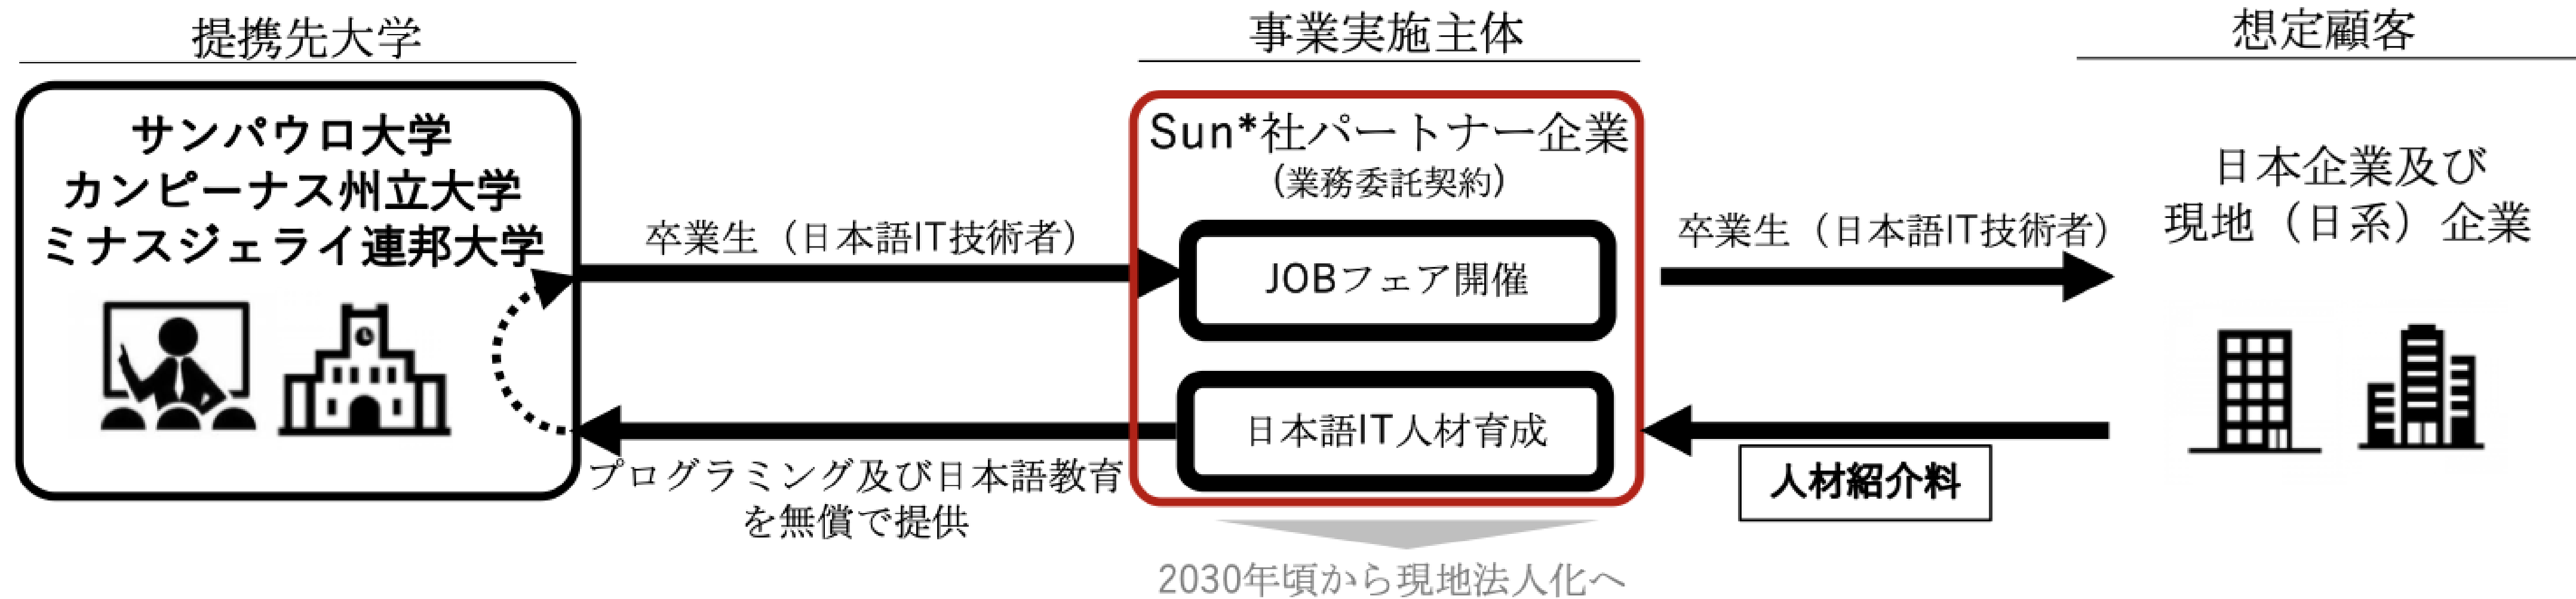 提携先大学
サンパウロ大学
カンピーナス州立大学
ミナスジェライ連邦大学
卒業生（日本語IT技術者）
プログラミング及び日本語教育
を無償で提供
事業実施主体
Sun*社パートナー企業
(業務委託契約)
JOBフェア開催
日本語IT人材育成
2030年頃から現地法人化へ
卒業生（日本語IT技術者）
人材紹介料
想定顧客
日本企業及び
現地（日系）企業